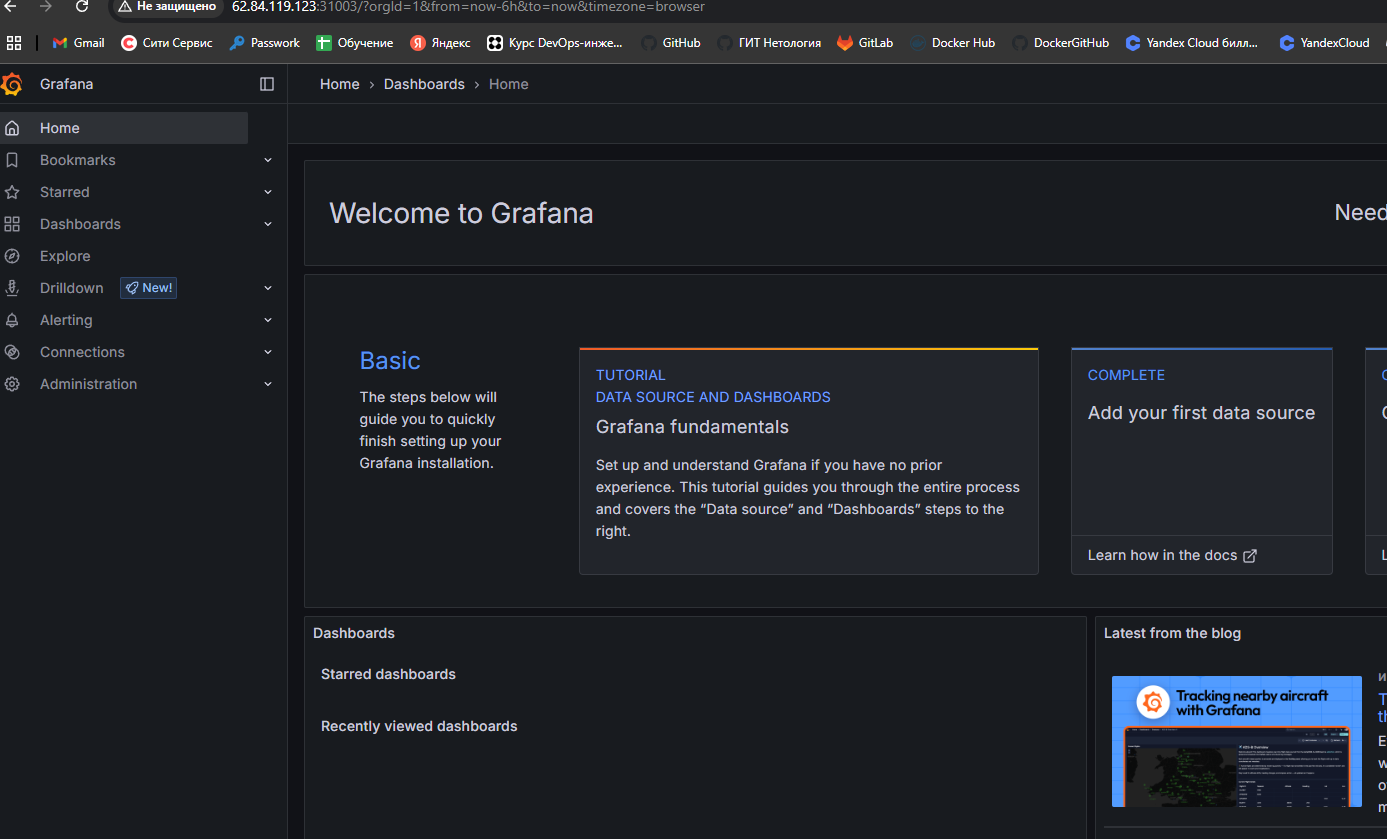 Не защищено 62.84.119.123:31003/?orgId=1&from=now-6h&to=now&timezone=browser
Gmail Сити Сервис Passwork Обучение Яндекс Курс DevOps-инже... GitHub ГИТ Нетология GitLab Docker Hub DockerGitHub Yandex Cloud билл... YandexCloud
Grafana
Home › Dashboards › Home
Home
Bookmarks
Starred
Dashboards
Explore
Drilldown New!
Alerting
Connections
Administration
Welcome to Grafana
Need
Basic
The steps below will
guide you to quickly
finish setting up your
Grafana installation.
TUTORIAL
DATA SOURCE AND DASHBOARDS
Grafana fundamentals
Set up and understand Grafana if you have no prior
experience. This tutorial guides you through the entire process
and covers the “Data source” and “Dashboards” steps to the
right.
COMPLETE
Add your first data source
Learn how in the docs
Dashboards
Starred dashboards
Recently viewed dashboards
Latest from the blog
Tracking nearby aircraft
with Grafana